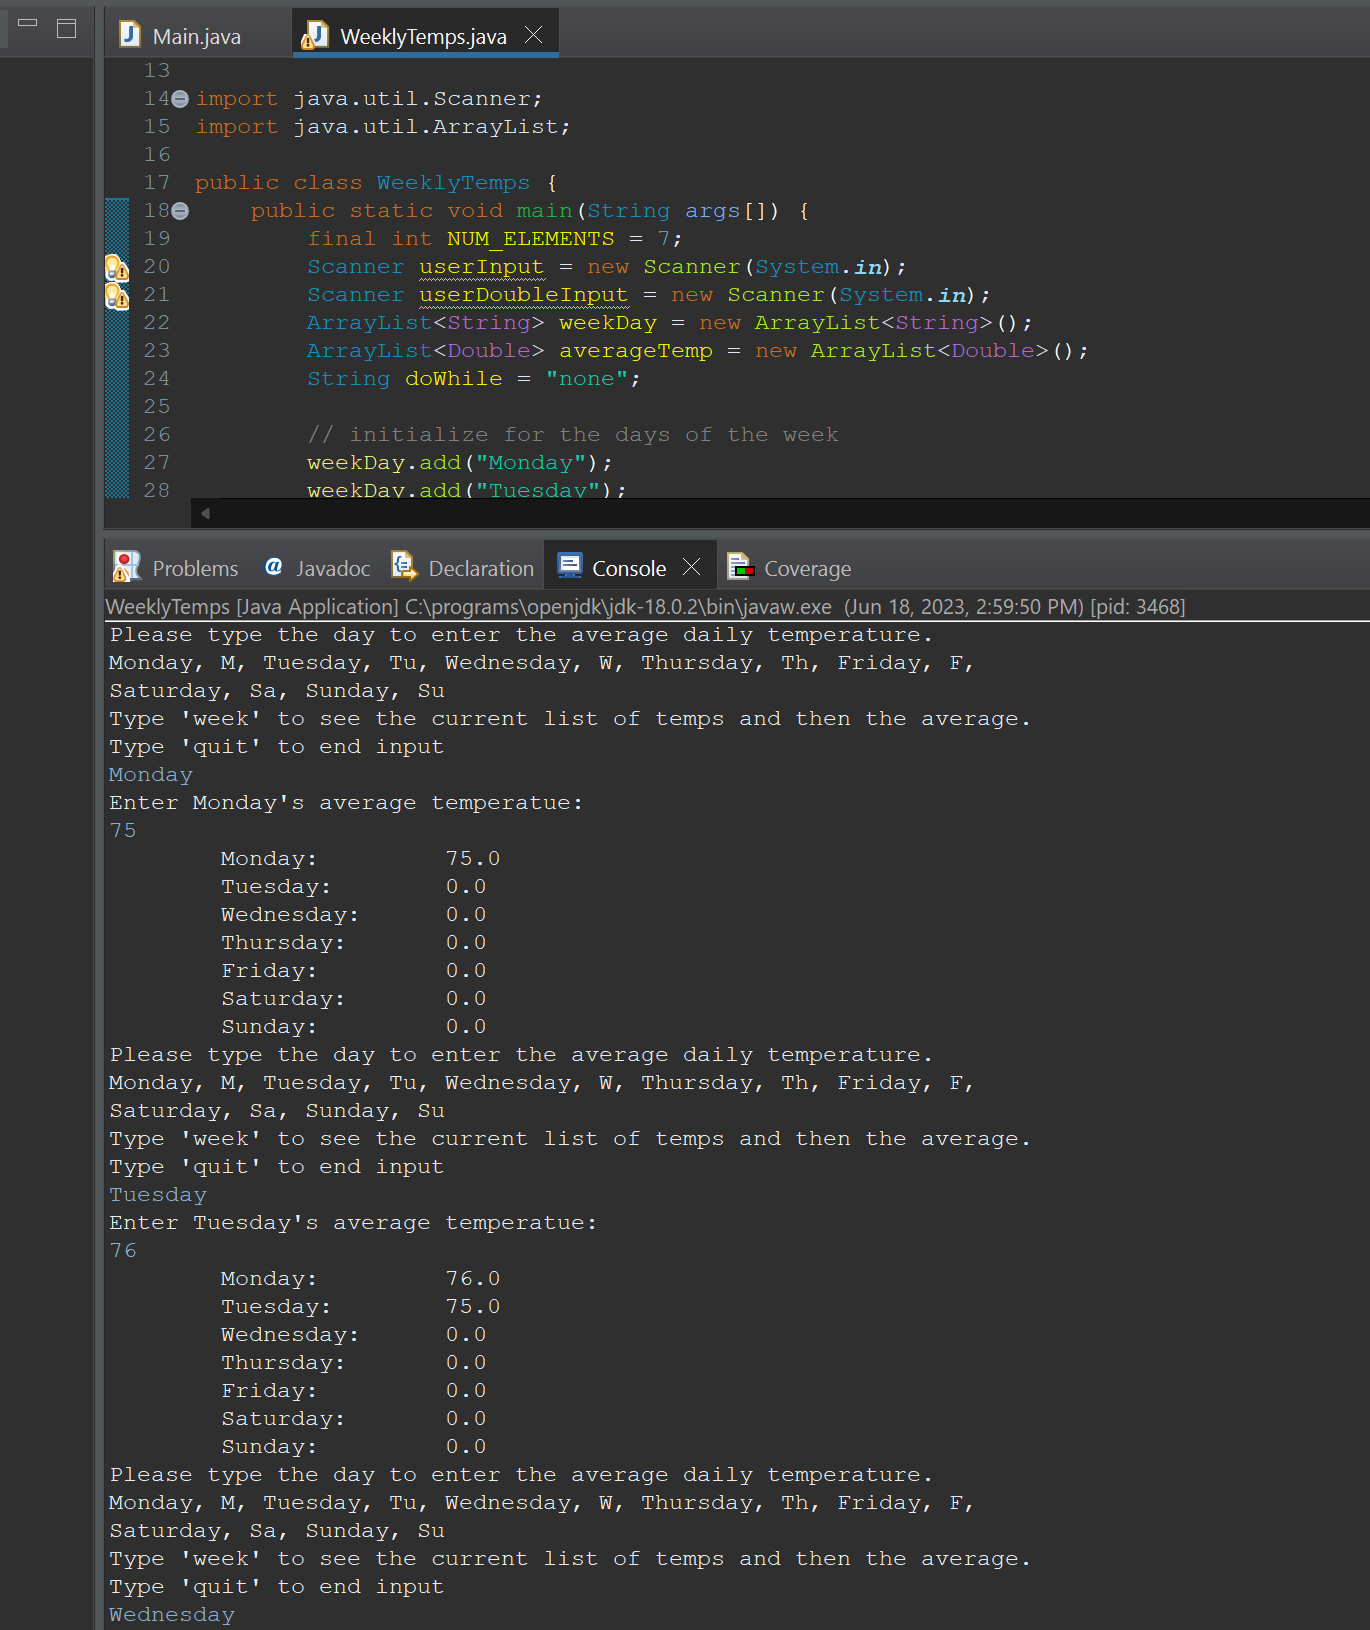 Main.java WeeklyTemps.java
13
14 import java.util.Scanner;
15 import java.util.ArrayList;
16
17 public class WeeklyTemps {
18 public static void main(String args[]) {
19 final int NUM_ELEMENTS = 7;
20 Scanner userInput = new Scanner(System.in);
21 Scanner userDoubleInput = new Scanner(System.in);
22 ArrayList<String> weekDay = new ArrayList<String>();
23 ArrayList<Double> averageTemp = new ArrayList<Double>();
24 String doWhile = "none";
25
26 // initialize for the days of the week
27 weekDay.add("Monday");
28 weekDay.add("Tuesday");
Problems Javadoc Declaration Console Coverage
WeeklyTemps [Java Application] C:\programs\openjdk\jdk-18.0.2\bin\javaw.exe (Jun 18, 2023, 2:59:50 PM) [pid: 3468]
Please type the day to enter the average daily temperature.
Monday, M, Tuesday, Tu, Wednesday, W, Thursday, Th, Friday, F,
Saturday, Sa, Sunday, Su
Type 'week' to see the current list of temps and then the average.
Type 'quit' to end input
Monday
Enter Monday's average temperatue:
75
Monday: 75.0
Tuesday: 0.0
Wednesday: 0.0
Thursday: 0.0
Friday: 0.0
Saturday: 0.0
Sunday: 0.0
Please type the day to enter the average daily temperature.
Monday, M, Tuesday, Tu, Wednesday, W, Thursday, Th, Friday, F,
Saturday, Sa, Sunday, Su
Type 'week' to see the current list of temps and then the average.
Type 'quit' to end input
Tuesday
Enter Tuesday's average temperatue:
76
Monday: 76.0
Tuesday: 75.0
Wednesday: 0.0
Thursday: 0.0
Friday: 0.0
Saturday: 0.0
Sunday: 0.0
Please type the day to enter the average daily temperature.
Monday, M, Tuesday, Tu, Wednesday, W, Thursday, Th, Friday, F,
Saturday, Sa, Sunday, Su
Type 'week' to see the current list of temps and then the average.
Type 'quit' to end input
Wednesday